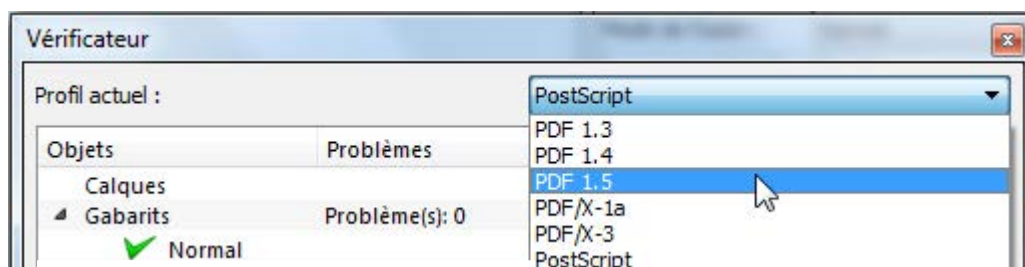 Vérificateur
Profil actuel :
PostScript
Objets
Problèmes
PDF 1.3
PDF 1.4
Calques
PDF 1.5
Gabarits
Problème(s): 0
PDF/X-1a
PDF/X-3
Normal
PostScript